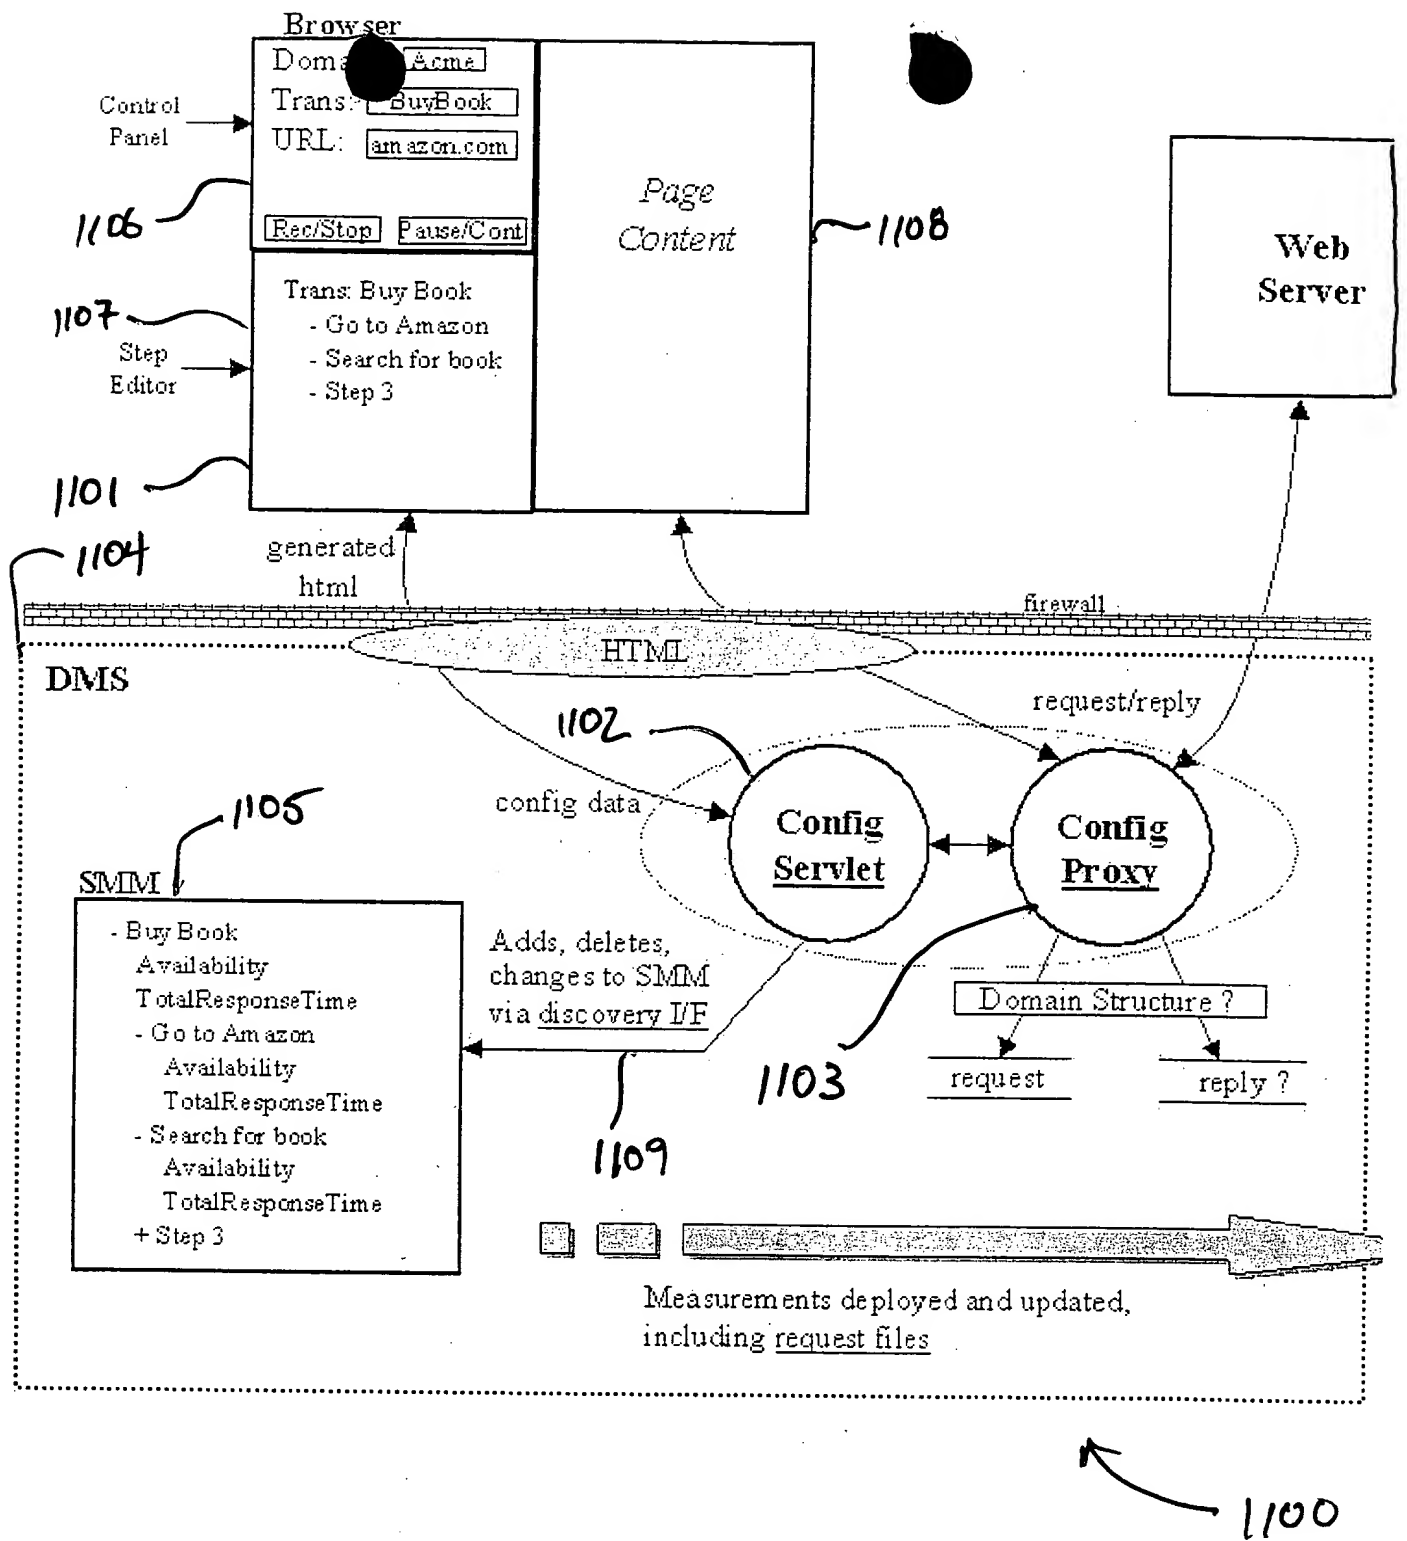 Browser
Acme
Trans: BuyBook
URL: amazon.com
Control
Panel
1106
Rec/Stop Pause/Cont
Page
Content
1108
Web
Server
Trans: Buy Book
- Go to Amazon
- Search for book
- Step 3
1107
Step
Editor
1101
1104
generated
html
firewall
HTML
DMS
request/reply
1102
config data
Config
Servlet
Config
Proxy
1105
SMM
- Buy Book
Availability
TotalResponseTime
- Go to Amazon
Availability
TotalResponseTime
- Search for book
Availability
TotalResponseTime
+ Step 3
Adds, deletes,
changes to SMM
via discovery I/F
1109
1103
Domain Structure ?
request
reply ?
Measurements deployed and updated,
including request files
1100